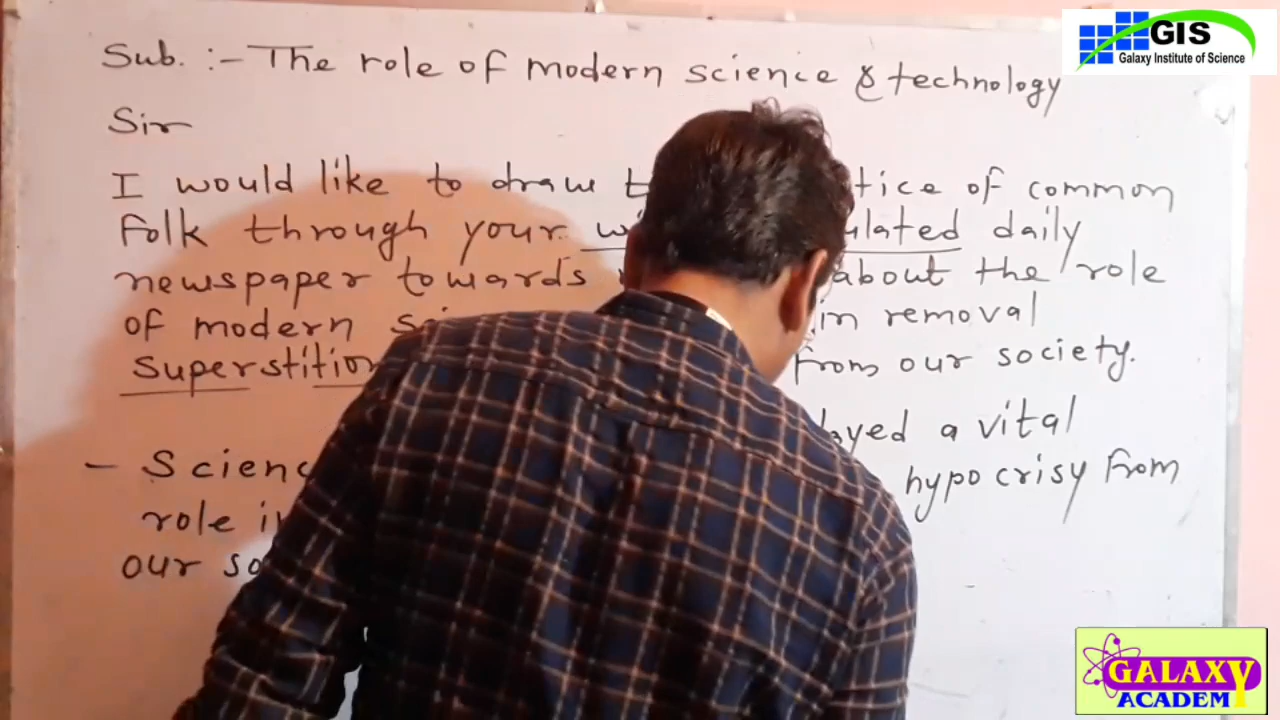 Sub. :- The role of modern science & technology
GIS
Galaxy Institute of Science
Sir
I would like to draw tice of common
folk through your ulated daily
newspaper towards about the role
of modern in removal
superstition from our society.
yed a vital
- Scienc hypocrisy from
role in
our so
GALAXY
ACADEM